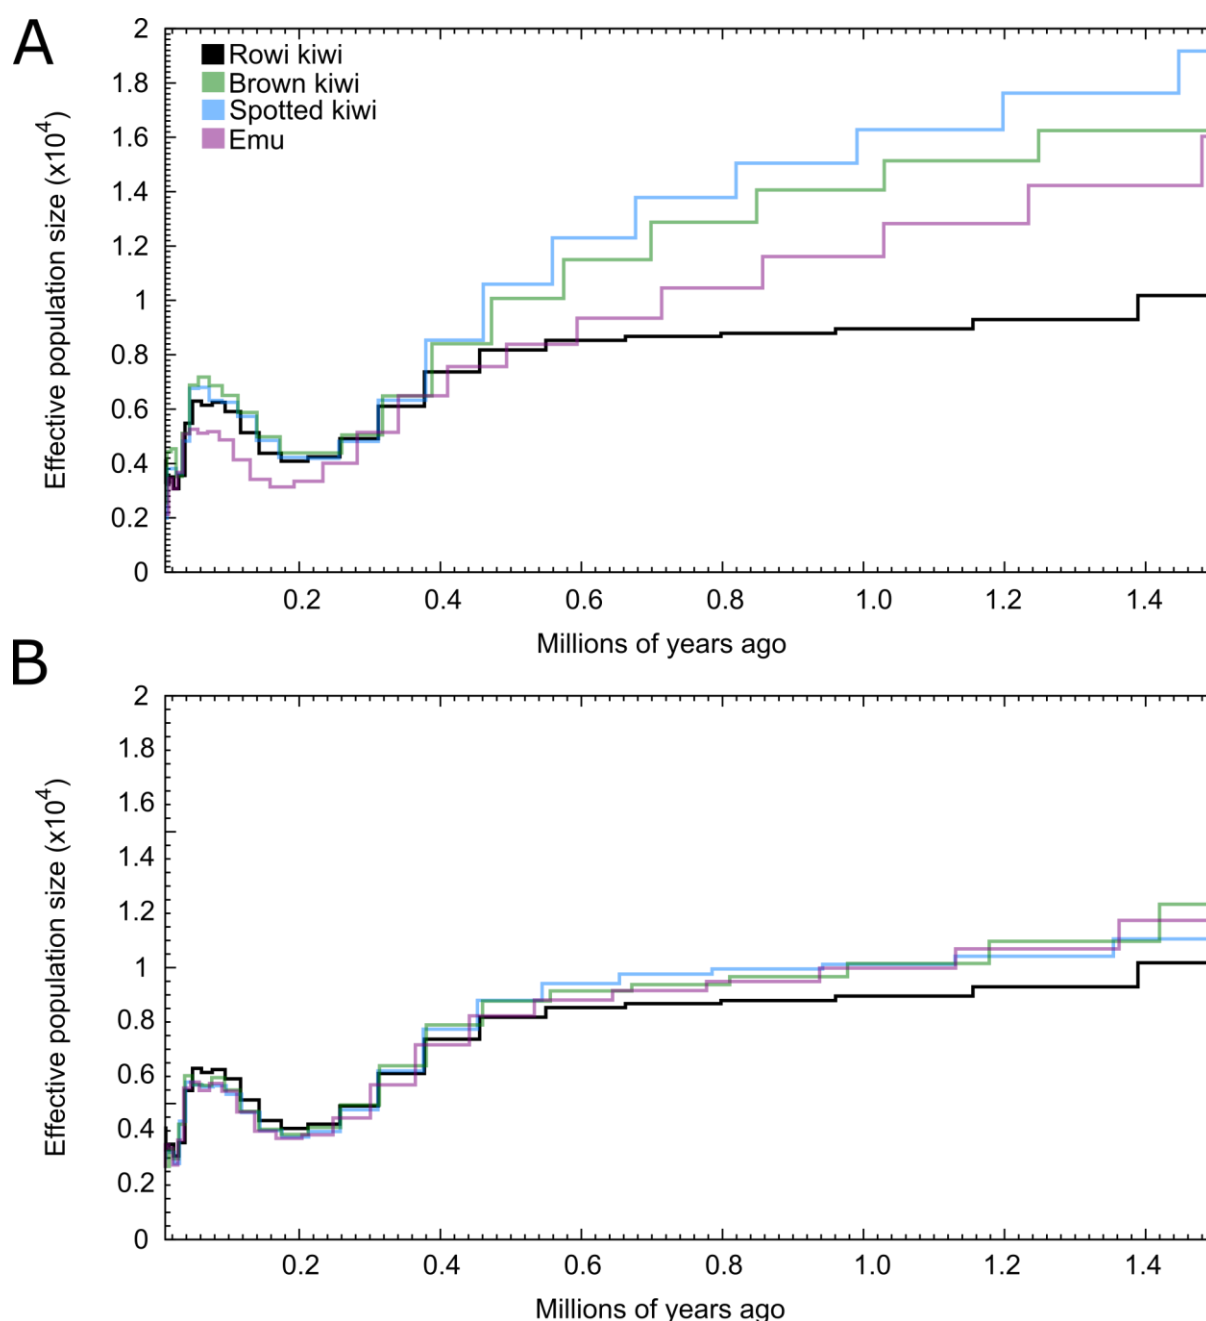 A
Rowi kiwi
Brown kiwi
Spotted kiwi
Emu
Effective population size (x10⁴)
2
1.8
1.6
1.4
1.2
1
0.8
0.6
0.4
0.2
0
0.2 0.4 0.6 0.8 1.0 1.2 1.4
Millions of years ago
B
Effective population size (x10⁴)
2
1.8
1.6
1.4
1.2
1
0.8
0.6
0.4
0.2
0
0.2 0.4 0.6 0.8 1.0 1.2 1.4
Millions of years ago